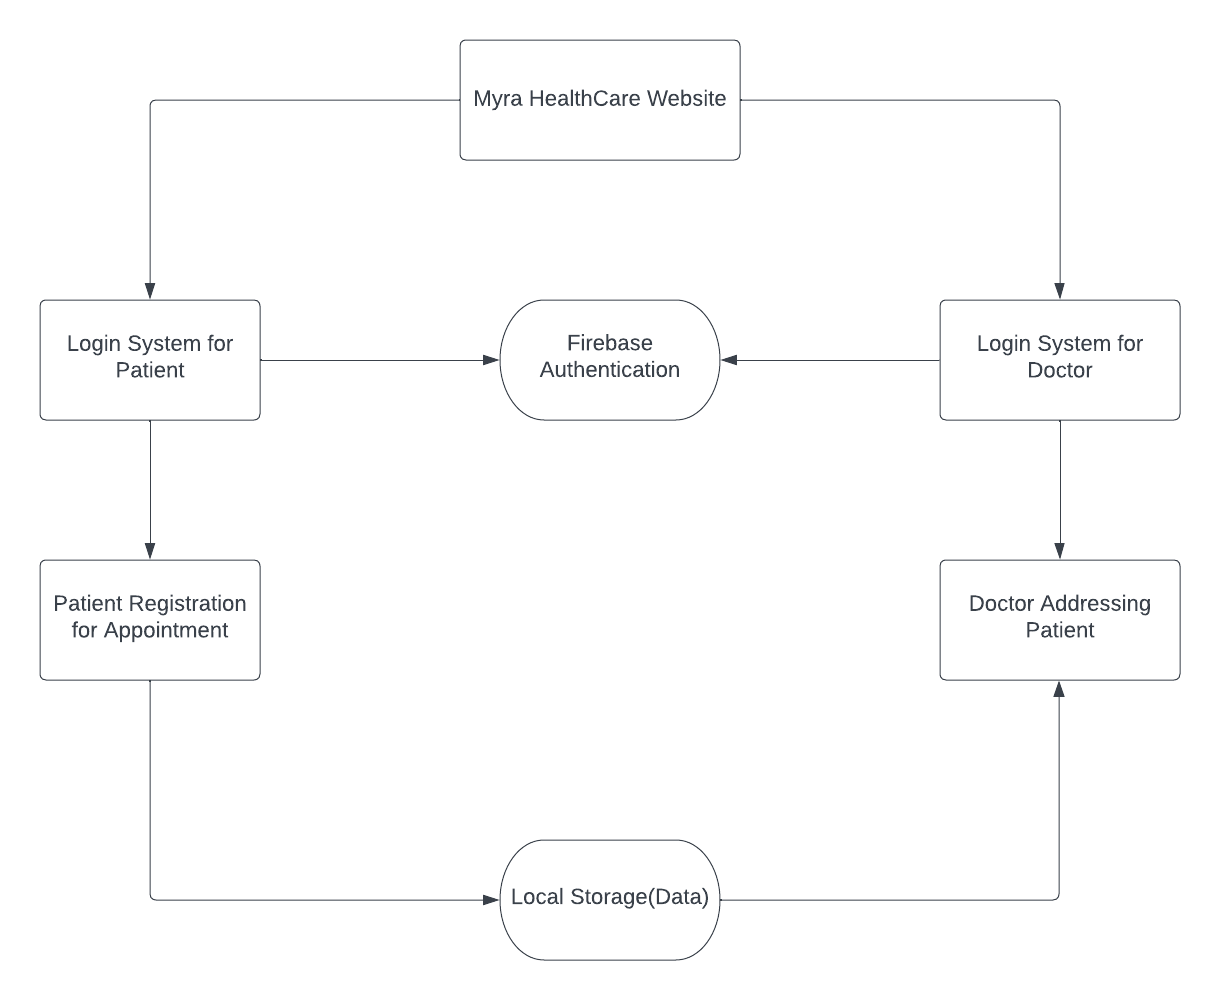 Myra HealthCare Website
Login System for
Patient
Firebase
Authentication
Login System for
Doctor
Patient Registration
for Appointment
Doctor Addressing
Patient
Local Storage(Data)